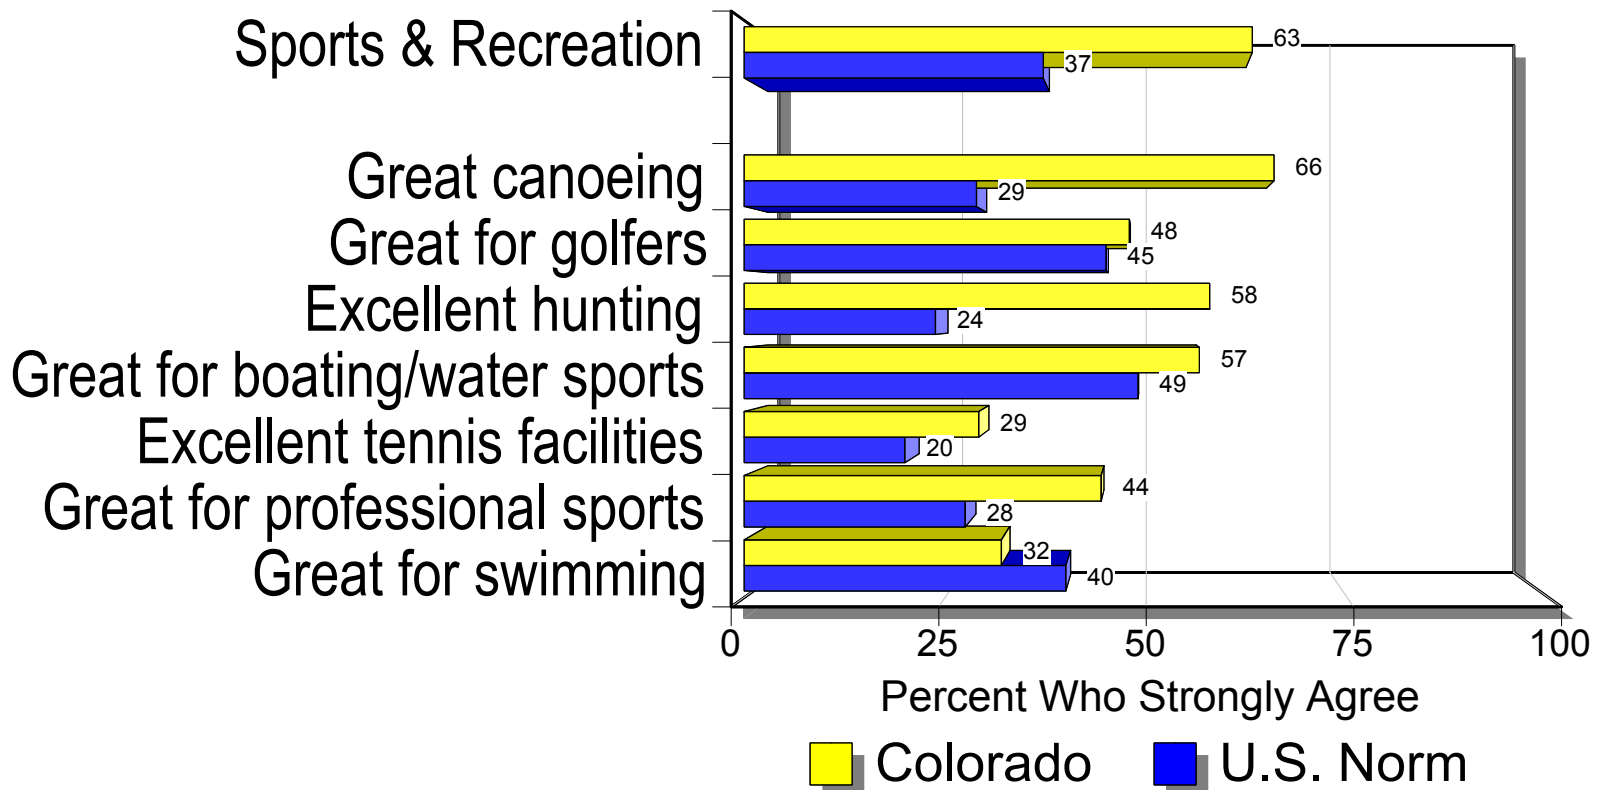 Sports & Recreation
63
37
Great canoeing
66
29
Great for golfers
48
45
Excellent hunting
58
24
Great for boating/water sports
57
49
Excellent tennis facilities
29
20
Great for professional sports
44
28
Great for swimming
32
40
0 25 50 75 100
Percent Who Strongly Agree
Colorado U.S. Norm